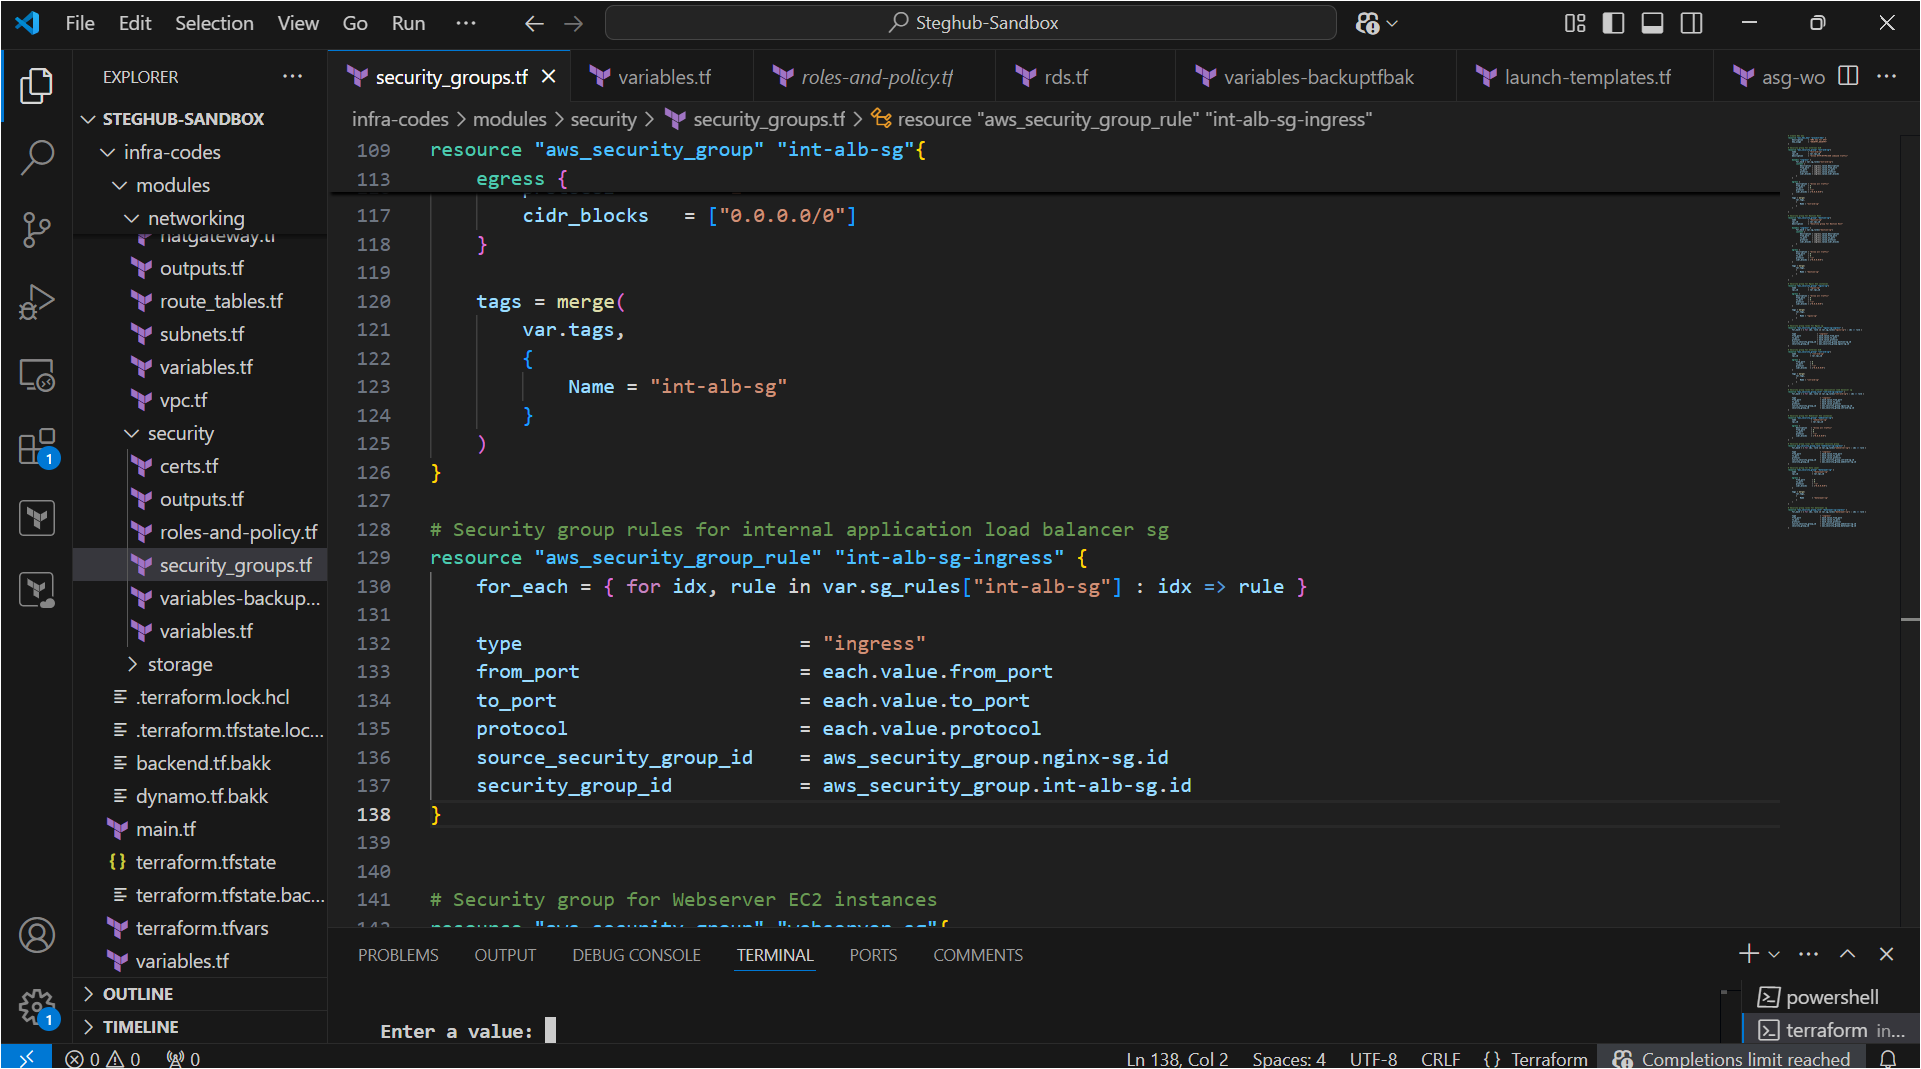 File Edit Selection View Go Run ··· Steghub-Sandbox
EXPLORER ···
STEGHUB-SANDBOX
infra-codes
modules
networking
natgateway.tf
outputs.tf
route_tables.tf
subnets.tf
variables.tf
vpc.tf
security
certs.tf
outputs.tf
roles-and-policy.tf
security_groups.tf
variables-backup...
variables.tf
storage
.terraform.lock.hcl
.terraform.tfstate.loc...
backend.tf.bakk
dynamo.tf.bakk
main.tf
terraform.tfstate
terraform.tfstate.bac...
terraform.tfvars
variables.tf
OUTLINE
TIMELINE
1
1
security_groups.tf variables.tf roles-and-policy.tf rds.tf variables-backuptfbak launch-templates.tf asg-wo ···
infra-codes > modules > security > security_groups.tf > resource "aws_security_group_rule" "int-alb-sg-ingress"
109 resource "aws_security_group" "int-alb-sg"{
113 egress {
117 cidr_blocks = ["0.0.0.0/0"]
118 }
119
120 tags = merge(
121 var.tags,
122 {
123 Name = "int-alb-sg"
124 }
125 )
126 }
127
128 # Security group rules for internal application load balancer sg
129 resource "aws_security_group_rule" "int-alb-sg-ingress" {
130 for_each = { for idx, rule in var.sg_rules["int-alb-sg"] : idx => rule }
131
132 type = "ingress"
133 from_port = each.value.from_port
134 to_port = each.value.to_port
135 protocol = each.value.protocol
136 source_security_group_id = aws_security_group.nginx-sg.id
137 security_group_id = aws_security_group.int-alb-sg.id
138 }
139
140
141 # Security group for Webserver EC2 instances
142 resource "aws_security_group" "webserver-sg"{
PROBLEMS OUTPUT DEBUG CONSOLE TERMINAL PORTS COMMENTS
Enter a value:
powershell
terraform in...
0 0 0 Ln 138, Col 2 Spaces: 4 UTF-8 CRLF {} Terraform Completions limit reached